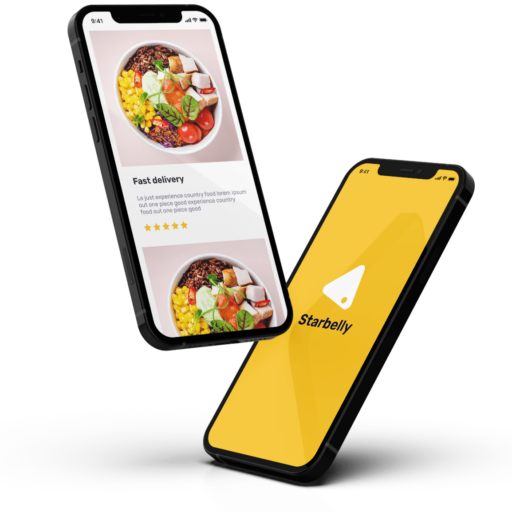 9:41
Fast delivery
Le just experience country food lorem ipsum
out one piece good experience country
food out one piece good
9:41
Starbelly